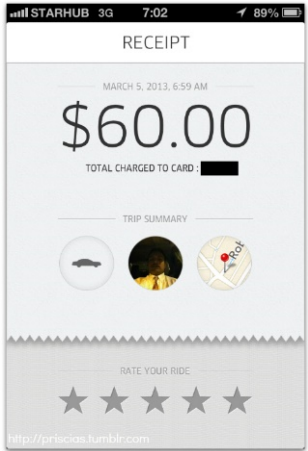 STARHUB 3G 7:02 89%
RECEIPT
MARCH 5, 2013, 6:59 AM
$60.00
TOTAL CHARGED TO CARD :
TRIP SUMMARY
Rob
RATE YOUR RIDE
http://priscias.tumblr.com